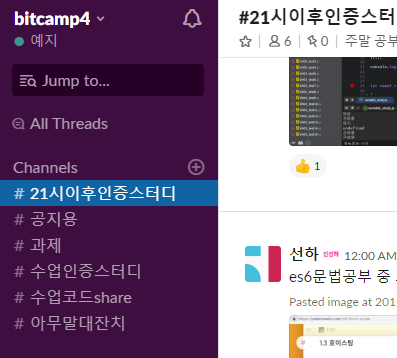 bitcamp4
예지
Jump to...
All Threads
Channels
# 21시이후인증스터디
# 공지용
# 과제
# 수업인증스터디
# 수업코드share
# 아무말대잔치
#21시이후인증스터
6 | 0 | 주말 공부
undefined
👍 1
선하 신선하 12:00 AM
es6문법공부 중
Pasted image at 201
1.3 호이스팅